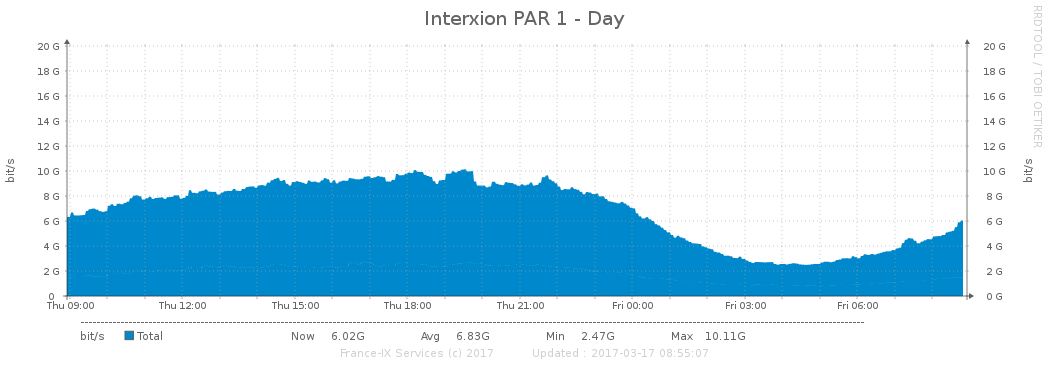 Interxion PAR 1 - Day
RRDTOOL / TOBI OETIKER
bit/s
20 G 20 G
18 G 18 G
16 G 16 G
14 G 14 G
12 G 12 G
10 G 10 G
8 G 8 G
6 G 6 G
4 G 4 G
2 G 2 G
0 0 G
bit/s
Thu 09:00 Thu 12:00 Thu 15:00 Thu 18:00 Thu 21:00 Fri 00:00 Fri 03:00 Fri 06:00
bit/s Total Now 6.02G Avg 6.83G Min 2.47G Max 10.11G
France-IX Services (c) 2017 Updated : 2017-03-17 08:55:07